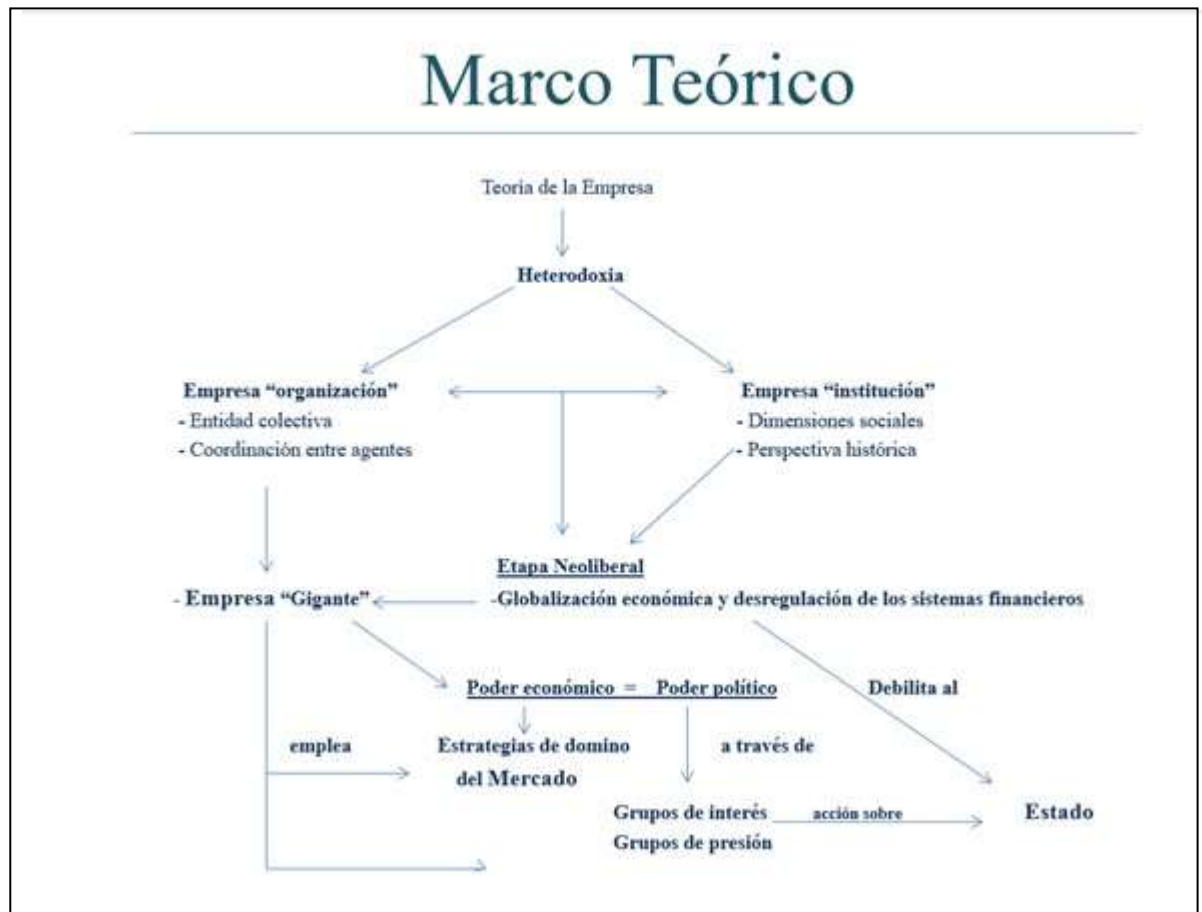 Marco Teórico
Teoría de la Empresa
Heterodoxia
Empresa “organización”
- Entidad colectiva
- Coordinación entre agentes
Empresa “institución”
- Dimensiones sociales
- Perspectiva histórica
Etapa Neoliberal
- Empresa “Gigante”
-Globalización económica y desregulación de los sistemas financieros
Poder económico = Poder político
Debilita al
emplea
Estrategias de domino
del Mercado
a través de
Grupos de interés
Grupos de presión
acción sobre
Estado